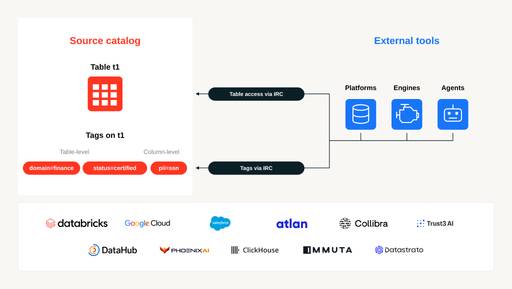 Source catalog
External tools
Table t1
Platforms
Engines
Agents
Table access via IRC
Tags on t1
Table-level
Column-level
domain=finance
status=certified
pii=ssn
Tags via IRC
databricks
Google Cloud
salesforce
atlan
Collibra
Trust3 AI
DataHub
PHOENIXAI
ClickHouse
IMMUTA
Datastrato